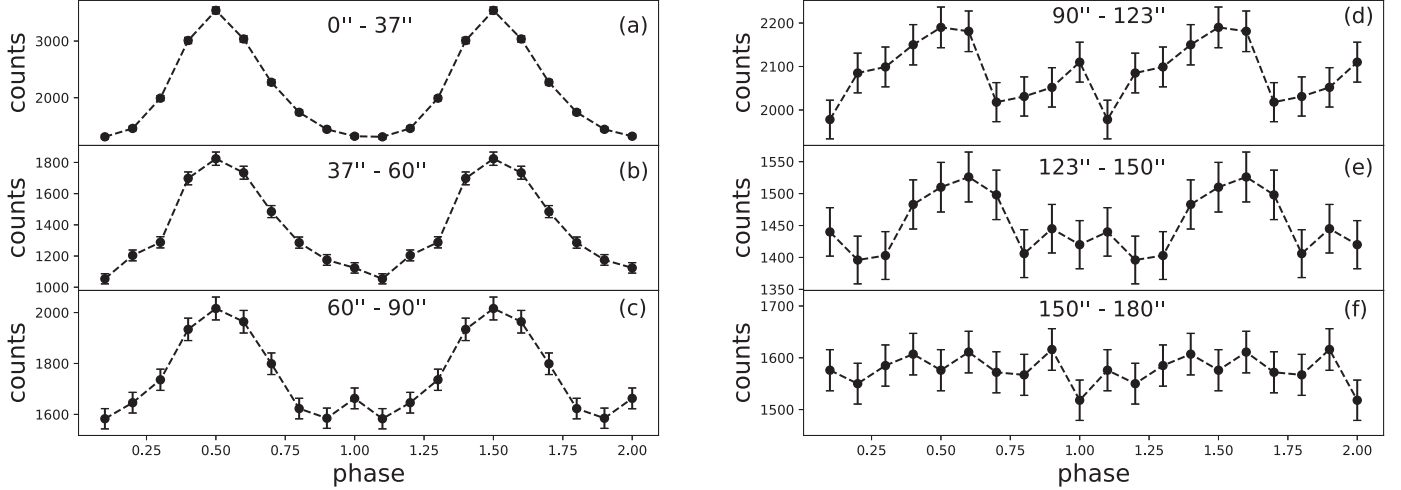 0'' - 37''
(a)
counts
3000
2000
37'' - 60''
(b)
counts
1800
1600
1400
1200
1000
60'' - 90''
(c)
counts
2000
1800
1600
0.25 0.50 0.75 1.00 1.25 1.50 1.75 2.00
phase
90'' - 123''
(d)
counts
2200
2100
2000
123'' - 150''
(e)
counts
1550
1500
1450
1400
1350
150'' - 180''
(f)
counts
1700
1600
1500
0.25 0.50 0.75 1.00 1.25 1.50 1.75 2.00
phase